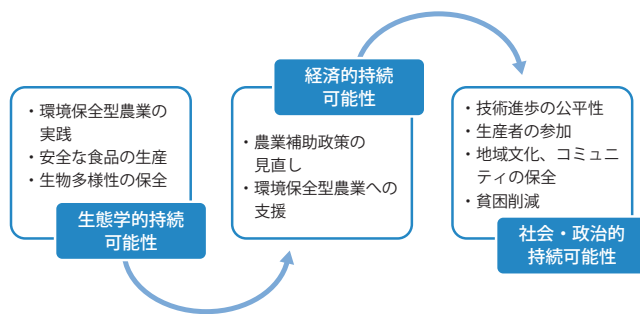 ・環境保全型農業の
実践
・安全な食品の生産
・生物多様性の保全
生態学的持続
可能性
経済的持続
可能性
・農業補助政策の
見直し
・環境保全型農業への
支援
・技術進歩の公平性
・生産者の参加
・地域文化、コミュニ
ティの保全
・貧困削減
社会・政治的
持続可能性